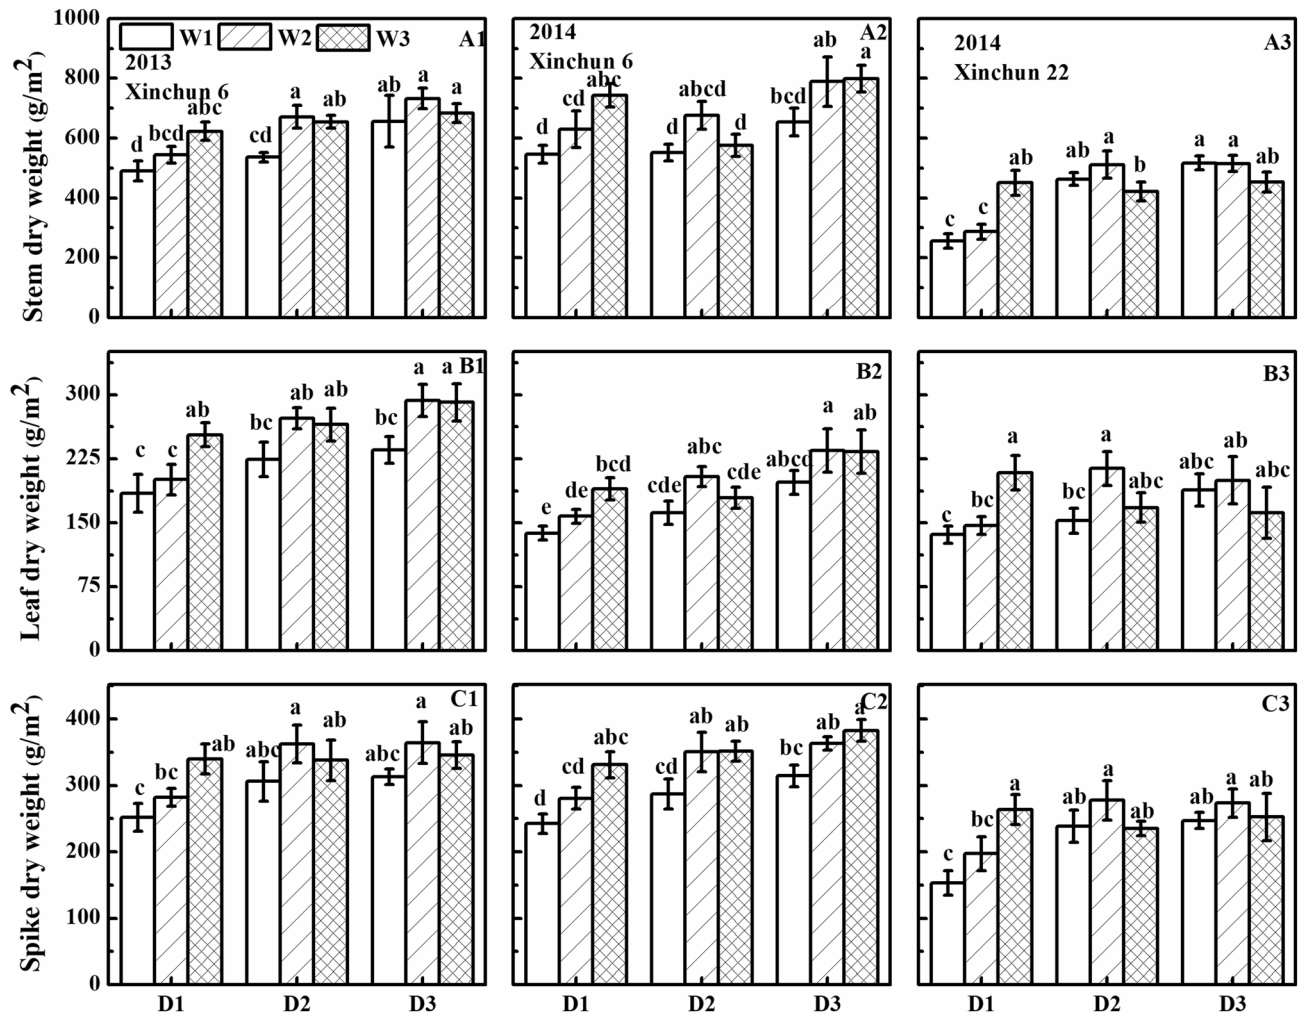 1000
800
600
400
200
0
Stem dry weight (g/m²)
W1 W2 W3
A1
2013
Xinchun 6
d bcd abc
cd a ab
ab a a
2014
Xinchun 6
A2
d cd abc
d abcd d
bcd ab a
2014
Xinchun 22
A3
c c ab
ab a b
a a ab
300
225
150
75
0
Leaf dry weight (g/m²)
B1
c c ab
bc ab ab
bc a a
B2
e de bcd
cde abc cde
abcd a ab
B3
c bc a
bc a abc
abc ab abc
400
300
200
100
0
Spike dry weight (g/m²)
C1
c bc ab
abc a ab
abc a ab
C2
d cd abc
cd ab ab
bc ab a
C3
c bc a
ab a ab
ab a ab
D1 D2 D3
D1 D2 D3
D1 D2 D3